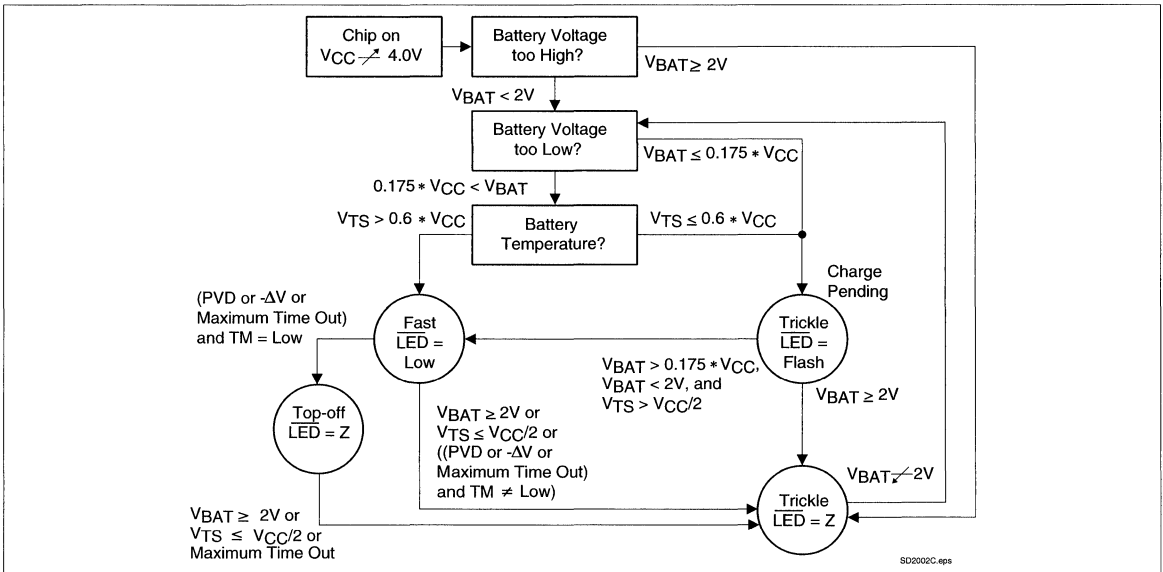 Chip on
VCC 4.0V
Battery Voltage
too High?
VBAT ≥ 2V
VBAT < 2V
Battery Voltage
too Low?
VBAT ≤ 0.175 * VCC
0.175 * VCC < VBAT
VTS > 0.6 * VCC
Battery
Temperature?
VTS ≤ 0.6 * VCC
Charge
Pending
(PVD or -ΔV or
Maximum Time Out)
and TM = Low
Fast
LED =
Low
Trickle
LED =
Flash
VBAT > 0.175 * VCC,
VBAT < 2V, and
VTS > VCC/2
VBAT ≥ 2V
Top-off
LED = Z
VBAT ≥ 2V or
VTS ≤ VCC/2 or
((PVD or -ΔV or
Maximum Time Out)
and TM ≠ Low)
VBAT 2V
Trickle
LED = Z
VBAT ≥ 2V or
VTS ≤ VCC/2 or
Maximum Time Out
SD2002C.eps